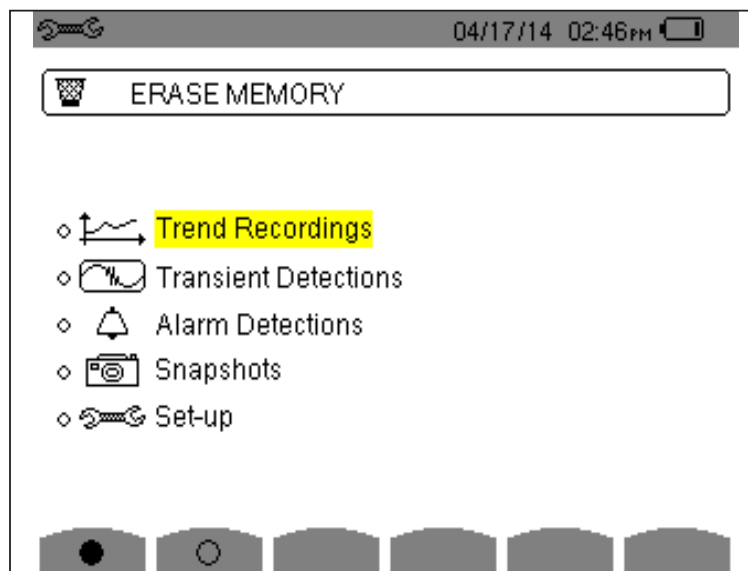 04/17/14 02:46PM
ERASE MEMORY
Trend Recordings
Transient Detections
Alarm Detections
Snapshots
Set-up